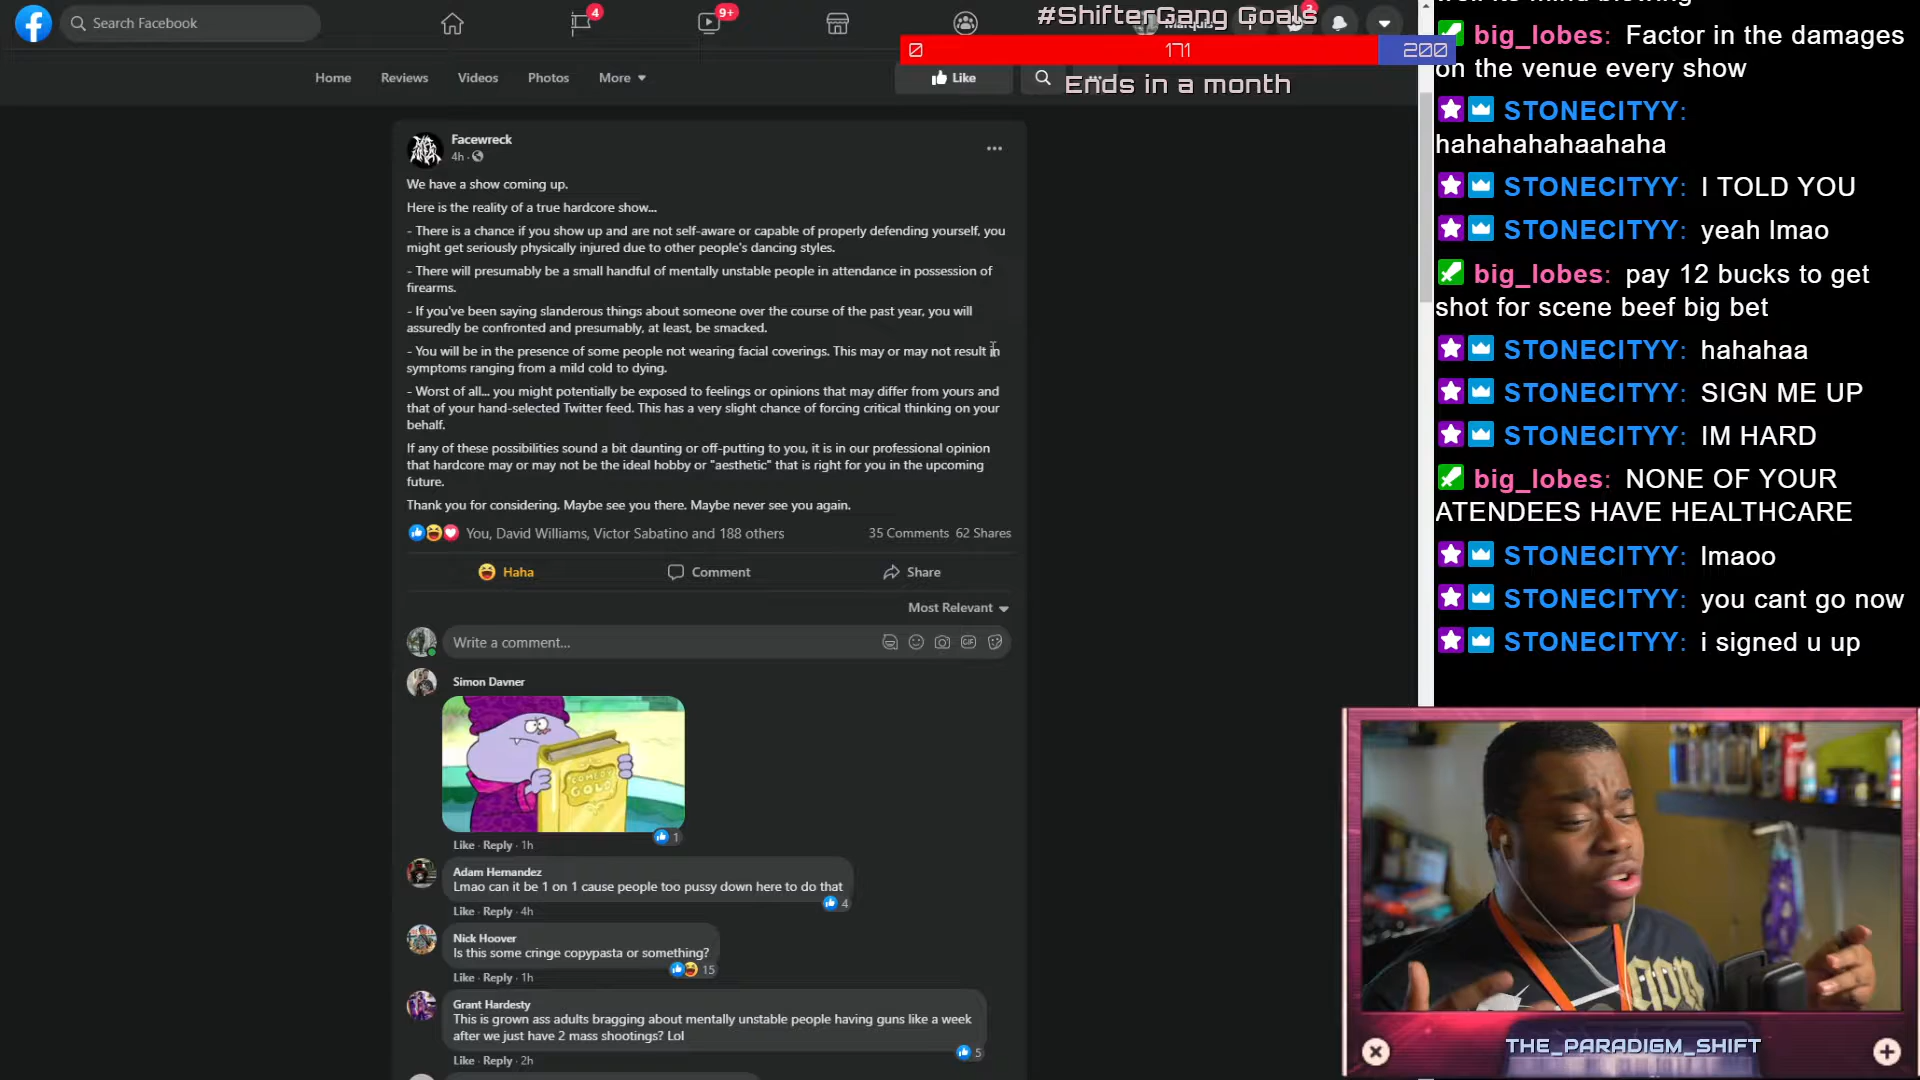 Search Facebook
4
9+
#ShifterGang Goals
0
171
200
Ends in a month
Home
Reviews
Videos
Photos
More
Like
Facewreck
4h ·
We have a show coming up.
Here is the reality of a true hardcore show...
- There is a chance if you show up and are not self-aware or capable of properly defending yourself, you
might get seriously physically injured due to other people's dancing styles.
- There will presumably be a small handful of mentally unstable people in attendance in possession of
firearms.
- If you've been saying slanderous things about someone over the course of the past year, you will
assuredly be confronted and presumably, at least, be smacked.
- You will be in the presence of some people not wearing facial coverings. This may or may not result in
symptoms ranging from a mild cold to dying.
- Worst of all... you might potentially be exposed to feelings or opinions that may differ from yours and
that of your hand-selected Twitter feed. This has a very slight chance of forcing critical thinking on your
behalf.
If any of these possibilities sound a bit daunting or off-putting to you, it is in our professional opinion
that hardcore may or may not be the ideal hobby or "aesthetic" that is right for you in the upcoming
future.
Thank you for considering. Maybe see you there. Maybe never see you again.
You, David Williams, Victor Sabatino and 188 others
35 Comments 62 Shares
Haha
Comment
Share
Most Relevant
Write a comment...
GIF
Simon Davner
COMEDY
GOLD
1
Like · Reply · 1h
Adam Hernandez
Lmao can it be 1 on 1 cause people too pussy down here to do that
4
Like · Reply · 4h
Nick Hoover
Is this some cringe copypasta or something?
15
Like · Reply · 1h
Grant Hardesty
This is grown ass adults bragging about mentally unstable people having guns like a week
after we just have 2 mass shootings? Lol
5
Like · Reply · 2h
big_lobes: Factor in the damages
on the venue every show
STONECITYY:
hahahahahaahaha
STONECITYY: I TOLD YOU
STONECITYY: yeah lmao
big_lobes: pay 12 bucks to get
shot for scene beef big bet
STONECITYY: hahahaa
STONECITYY: SIGN ME UP
STONECITYY: IM HARD
big_lobes: NONE OF YOUR
ATENDEES HAVE HEALTHCARE
STONECITYY: lmaoo
STONECITYY: you cant go now
STONECITYY: i signed u up
THE_PARADIGM_SHIFT